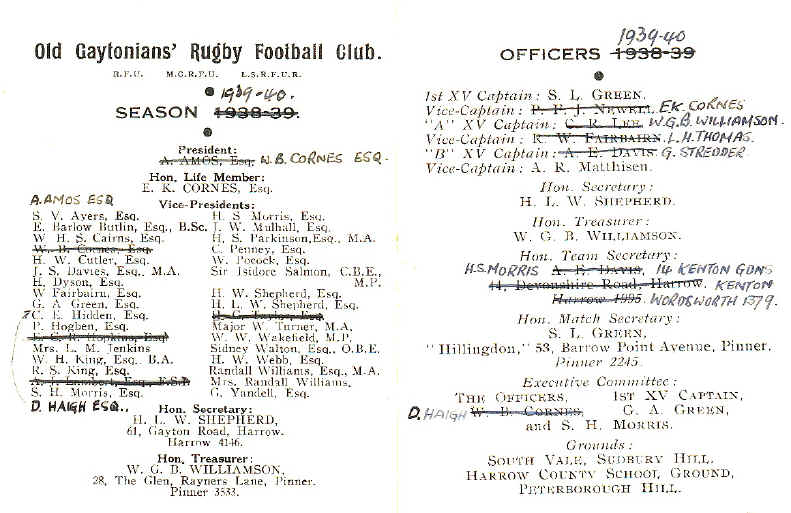 Old Gaytonians' Rugby Football Club.
R.F.U. M.C.R.F.U. L.S.R.F.U.R.
1939-40.
SEASON 1938-39.
President:
A. AMOS, Esq. W.B. CORNES ESQ.
Hon. Life Member:
E. K. CORNES, Esq.
A. AMOS ESQ
Vice-Presidents:
S. V. Ayers, Esq. H. S Morris, Esq.
E. Barlow Butlin, Esq., B.Sc. J. W. Mulhall, Esq.
W. H. S. Cairns, Esq. H. S. Parkinson, Esq., M.A.
W. B. Cornes, Esq. C. Penney, Esq.
H. W. Cutler, Esq. W. Pocock, Esq.
J. S. Davies, Esq., M.A. Sir Isidore Salmon, C.B.E.,
H. Dyson, Esq. M.P.
W Fairbairn, Esq. H. W. Shepherd, Esq.
G. A Green, Esq. H. L. W. Shepherd, Esq.
C. E. Hidden, Esq. H. C. Taylor, Esq
P. Hogben, Esq. Major W. Turner, M.A.
E. C. R. Hopkins, Esq W. W. Wakefield, M.P.
Mrs. L. M. Jenkins Sidney Walton, Esq., O.B.E.
W. H. King, Esq., B.A. H. W. Webb, Esq.
R. S. King, Esq. Randall Williams, Esq., M.A.
A. J. Lambert, Esq., F.S.P. Mrs. Randall Williams,
S. H. Morris, Esq. G. Yandell, Esq.
D. HAIGH ESQ..
Hon. Secretary:
H. L. W. SHEPHERD,
61, Gayton Road, Harrow.
Harrow 4146.
Hon. Treasurer:
W. G. B. WILLIAMSON,
28, The Glen, Rayners Lane, Pinner.
Pinner 3533.
1939-40
OFFICERS 1938-39
1st XV Captain: S. L. GREEN.
Vice-Captain: P. P. J. NEWELL. E.K. CORNES
"A" XV Captain: C. R. LEE. W.G.B. WILLIAMSON.
Vice-Captain: R. W. FAIRBAIRN. L.H. THOMAS.
"B" XV Captain: A. E. DAVIS. G. STREDDER
Vice-Captain: A. R. Matthisen.
Hon. Secretary:
H. L. W. SHEPHERD.
Hon. Treasurer:
W. G. B. WILLIAMSON.
Hon. Team Secretary:
H.S. MORRIS A. E. DAVIS, 14 KENTON GDNS
11, Devonshire Road, Harrow. KENTON
Harrow 1995. WORDSWORTH 1379.
Hon. Match Secretary:
S. L. GREEN,
"Hillingdon," 53, Barrow Point Avenue, Pinner.
Pinner 2245.
Executive Committee:
THE OFFICERS, 1ST XV CAPTAIN,
D. HAIGH W. B. CORNES, G. A. GREEN,
and S. H. MORRIS.
Grounds:
SOUTH VALE, SUDBURY HILL.
HARROW COUNTY SCHOOL GROUND,
PETERBOROUGH HILL.